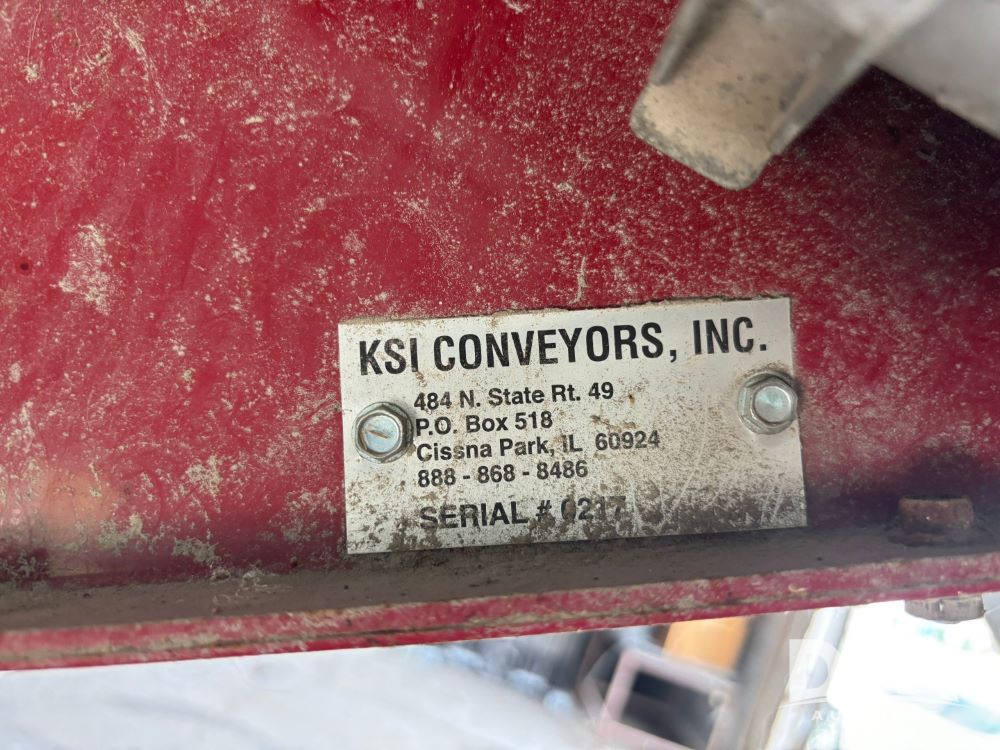 KSI CONVEYORS, INC.
484 N. State Rt. 49
P.O. Box 518
Cissna Park, IL 60924
888 - 868 - 8486
SERIAL # 0217